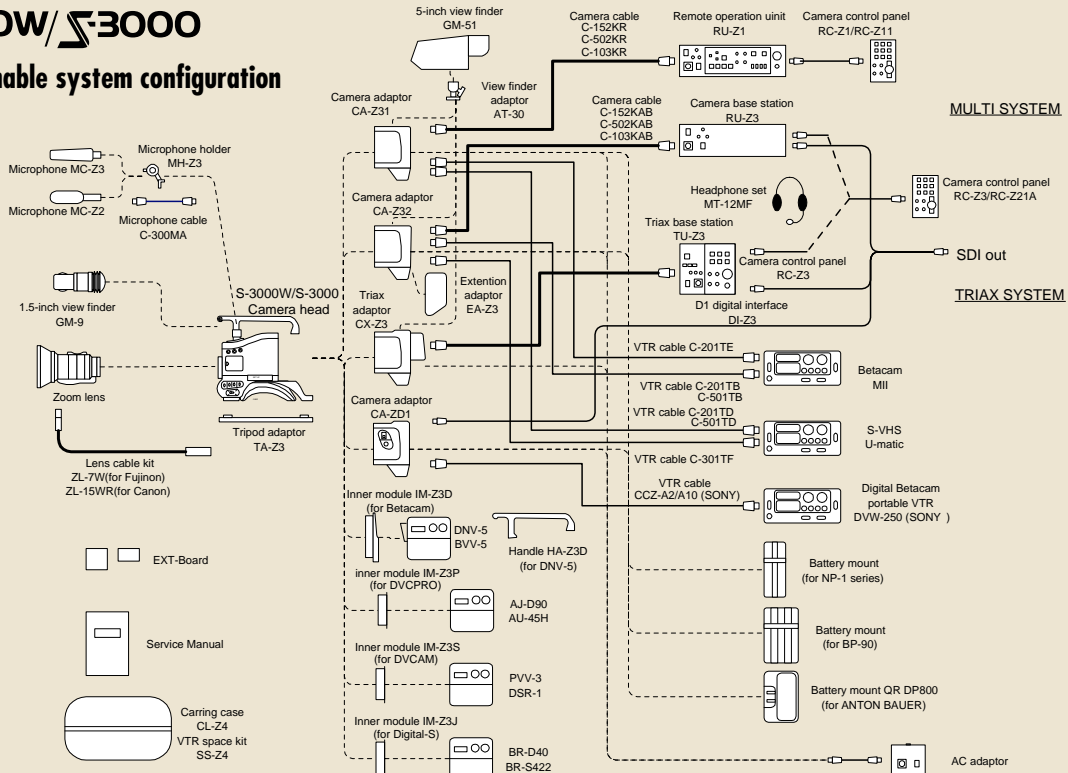 OW/S-3000
nable system configuration
5-inch view finder
GM-51
Camera cable
C-152KR
C-502KR
C-103KR
Remote operation uinit
RU-Z1
Camera control panel
RC-Z1/RC-Z11
View finder
adaptor
AT-30
Camera adaptor
CA-Z31
Camera cable
C-152KAB
C-502KAB
C-103KAB
Camera base station
RU-Z3
MULTI SYSTEM
Microphone MC-Z3
Microphone holder
MH-Z3
Microphone MC-Z2
Microphone cable
C-300MA
Camera adaptor
CA-Z32
Headphone set
MT-12MF
Camera control panel
RC-Z3/RC-Z21A
Triax base station
TU-Z3
Camera control panel
RC-Z3
SDI out
Extention
adaptor
EA-Z3
TRIAX SYSTEM
1.5-inch view finder
GM-9
S-3000W/S-3000
Camera head
Triax
adaptor
CX-Z3
D1 digital interface
DI-Z3
VTR cable C-201TE
Betacam
MII
VTR cable C-201TB
C-501TB
Zoom lens
Camera adaptor
CA-ZD1
VTR cable C-201TD
C-501TD
S-VHS
U-matic
Tripod adaptor
TA-Z3
VTR cable C-301TF
Lens cable kit
ZL-7W(for Fujinon)
ZL-15WR(for Canon)
VTR cable
CCZ-A2/A10 (SONY)
Digital Betacam
portable VTR
DVW-250 (SONY )
Inner module IM-Z3D
(for Betacam)
DNV-5
BVV-5
Handle HA-Z3D
(for DNV-5)
EXT-Board
Battery mount
(for NP-1 series)
inner module IM-Z3P
(for DVCPRO)
AJ-D90
AU-45H
Service Manual
Battery mount
(for BP-90)
Inner module IM-Z3S
(for DVCAM)
PVV-3
DSR-1
Battery mount QR DP800
(for ANTON BAUER)
Carring case
CL-Z4
VTR space kit
SS-Z4
Inner module IM-Z3J
(for Digital-S)
BR-D40
BR-S422
AC adaptor